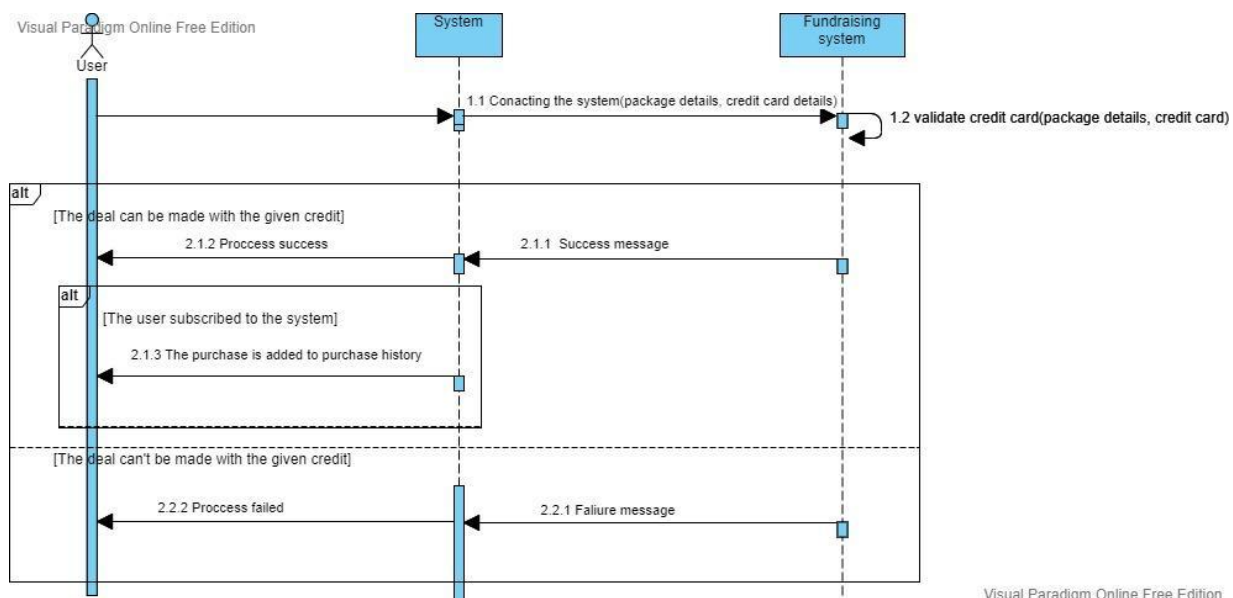 Visual Paradigm Online Free Edition
User
System
Fundraising
system
1.1 Conacting the system(package details, credit card details)
1.2 validate credit card(package details, credit card)
alt
[The deal can be made with the given credit]
2.1.2 Proccess success
2.1.1 Success message
alt
[The user subscribed to the system]
2.1.3 The purchase is added to purchase history
[The deal can't be made with the given credit]
2.2.2 Proccess failed
2.2.1 Faliure message
Visual Paradigm Online Free Edition